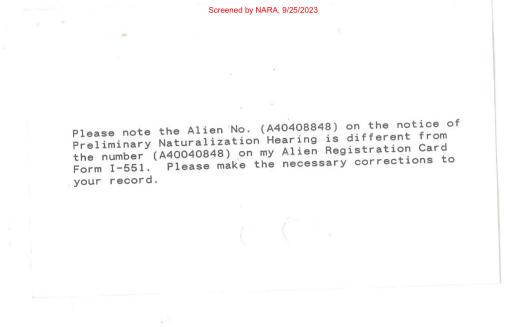 Screened by NARA, 9/25/2023
Please note the Alien No. (A40408848) on the notice of
Preliminary Naturalization Hearing is different from
the number (A40040848) on my Alien Registration Card
Form I-551. Please make the necessary corrections to
your record.